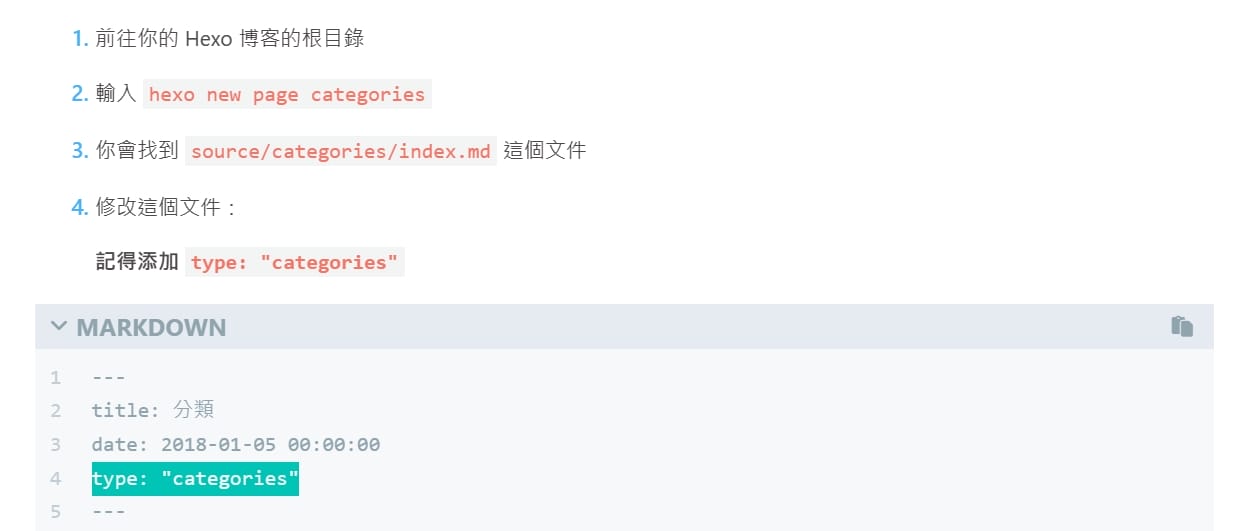 1. 前往你的 Hexo 博客的根目錄
2. 輸入 hexo new page categories
3. 你會找到 source/categories/index.md 這個文件
4. 修改這個文件：
記得添加 type: "categories"
MARKDOWN
1 ---
2 title: 分類
3 date: 2018-01-05 00:00:00
4 type: "categories"
5 ---